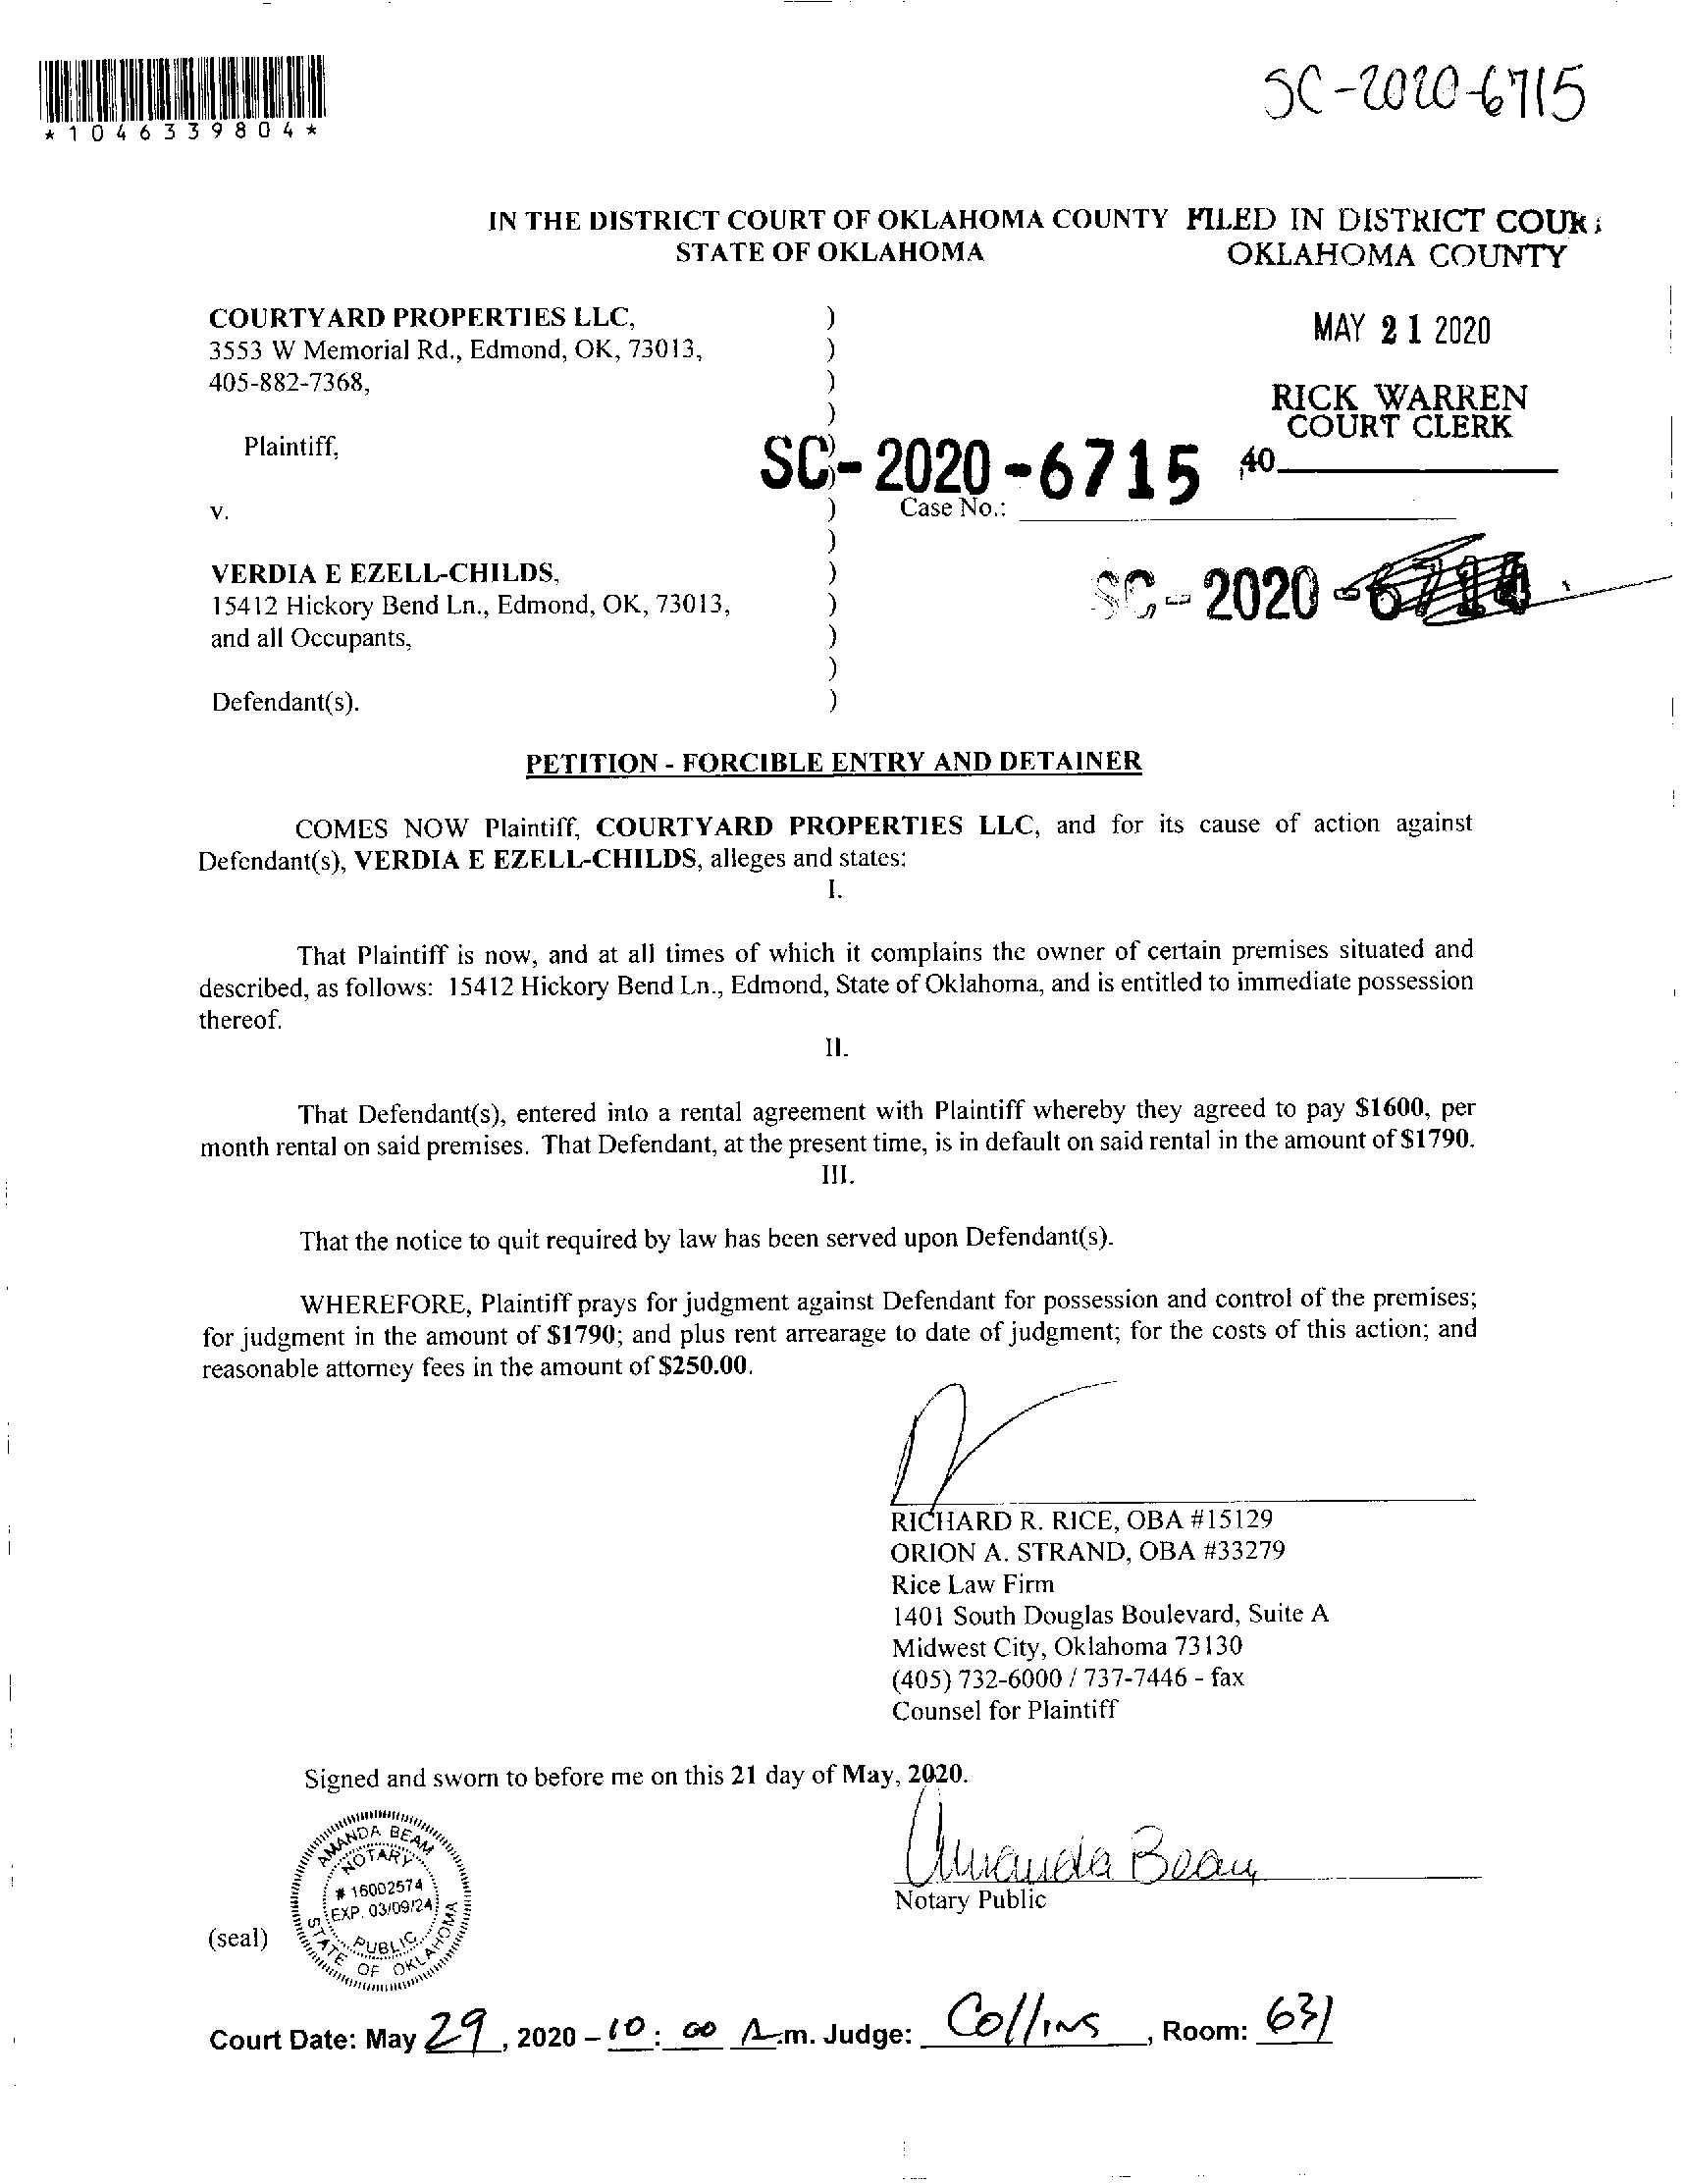 *1046339804*
SC-2020-6715
IN THE DISTRICT COURT OF OKLAHOMA COUNTY
STATE OF OKLAHOMA
FILED IN DISTRICT COUR
OKLAHOMA COUNTY
MAY 21 2020
RICK WARREN
COURT CLERK
40
COURTYARD PROPERTIES LLC, )
3553 W Memorial Rd., Edmond, OK, 73013, )
405-882-7368, )
)
Plaintiff, )
SC-2020-6715
v. ) Case No.:
)
VERDIA E EZELL-CHILDS, )
SC-2020-
15412 Hickory Bend Ln., Edmond, OK, 73013, )
and all Occupants, )
)
Defendant(s). )
PETITION - FORCIBLE ENTRY AND DETAINER
COMES NOW Plaintiff, COURTYARD PROPERTIES LLC, and for its cause of action against
Defendant(s), VERDIA E EZELL-CHILDS, alleges and states:
I.
That Plaintiff is now, and at all times of which it complains the owner of certain premises situated and
described, as follows: 15412 Hickory Bend Ln., Edmond, State of Oklahoma, and is entitled to immediate possession
thereof.
II.
That Defendant(s), entered into a rental agreement with Plaintiff whereby they agreed to pay $1600, per
month rental on said premises. That Defendant, at the present time, is in default on said rental in the amount of $1790.
III.
That the notice to quit required by law has been served upon Defendant(s).
WHEREFORE, Plaintiff prays for judgment against Defendant for possession and control of the premises;
for judgment in the amount of $1790; and plus rent arrearage to date of judgment; for the costs of this action; and
reasonable attorney fees in the amount of $250.00.
RICHARD R. RICE, OBA #15129
ORION A. STRAND, OBA #33279
Rice Law Firm
1401 South Douglas Boulevard, Suite A
Midwest City, Oklahoma 73130
(405) 732-6000 / 737-7446 - fax
Counsel for Plaintiff
Signed and sworn to before me on this 21 day of May, 2020.
Amanda Beam
Notary Public
AMANDA BEAM
NOTARY
# 16002574
EXP. 03/09/24
PUBLIC
STATE OF OKLAHOMA
(seal)
Court Date: May 29, 2020 – 10:00 A.m. Judge: Collins, Room: 631